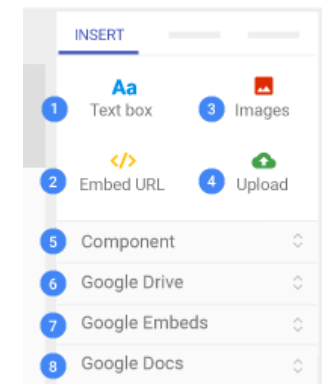 INSERT
Aa
1 Text box
3 Images
</>
2 Embed URL
4 Upload
5 Component
6 Google Drive
7 Google Embeds
8 Google Docs